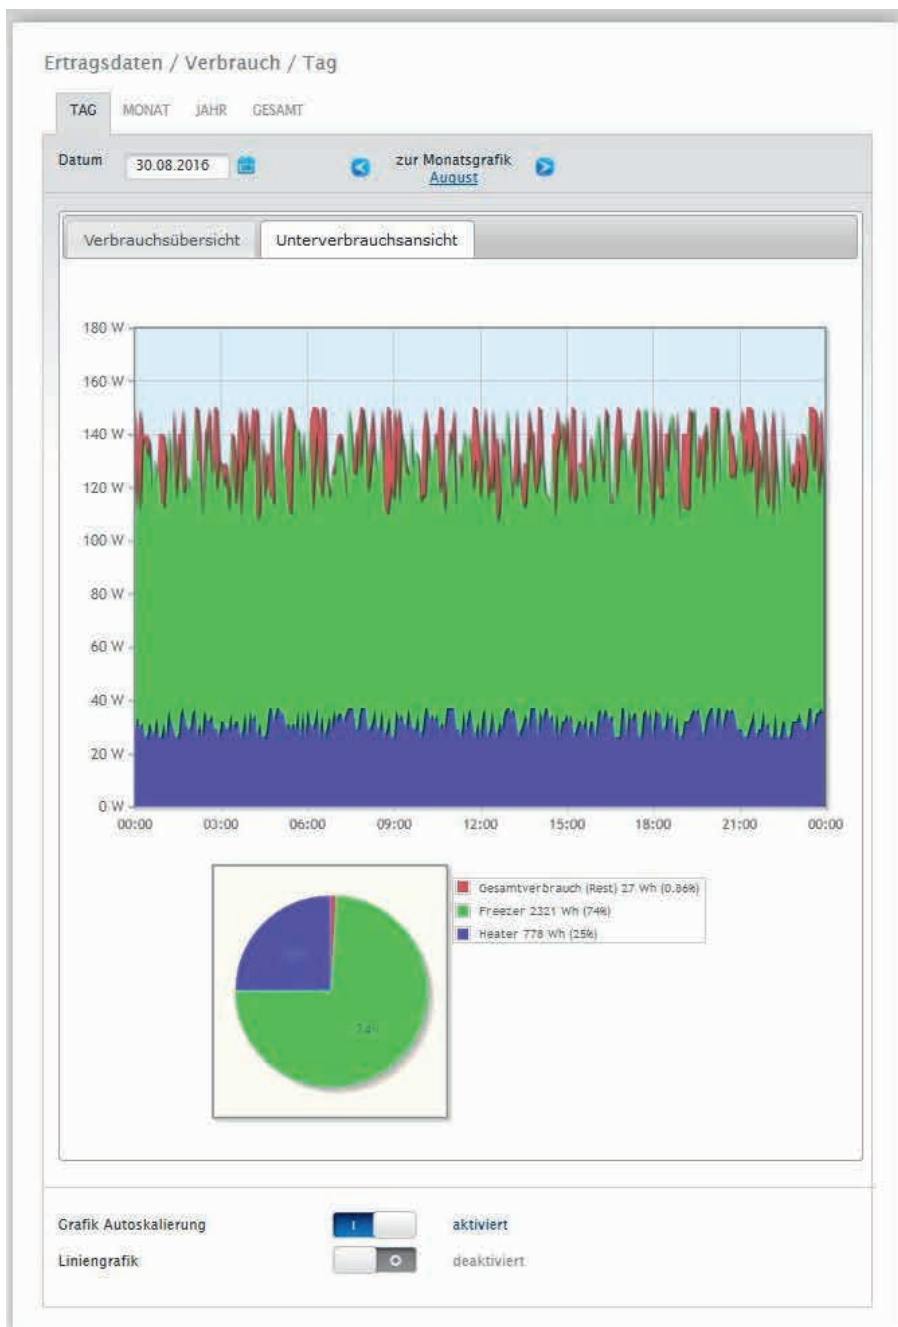 Ertragsdaten / Verbrauch / Tag
TAG MONAT JAHR GESAMT
Datum 30.08.2016 zur Monatsgrafik
August
Verbrauchsübersicht Unterverbrauchsansicht
180 W
160 W
140 W
120 W
100 W
80 W
60 W
40 W
20 W
0 W
00:00 03:00 06:00 09:00 12:00 15:00 18:00 21:00 00:00
Gesamtverbrauch (Rest) 27 Wh (0.86%)
Freezer 2321 Wh (74%)
Heater 778 Wh (25%)
74%
Grafik Autoskalierung I aktiviert
Liniengrafik O deaktiviert